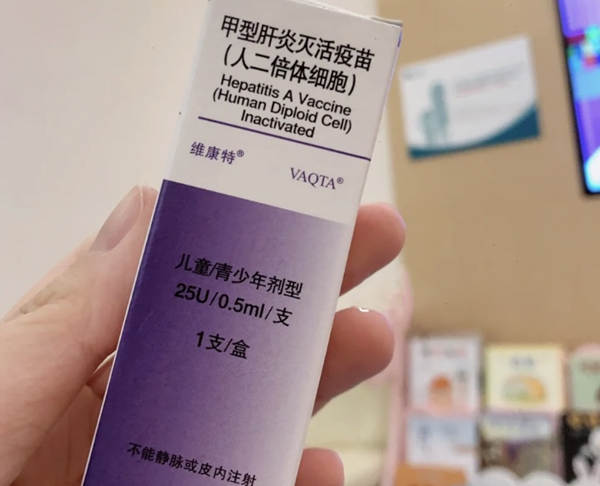 甲型肝炎灭活疫苗
(人二倍体细胞)
Hepatitis A Vaccine
(Human Diploid Cell)
Inactivated
维康特® VAQTA®
儿童/青少年剂型
25U/0.5ml/支
1支/盒
不能静脉或皮内注射